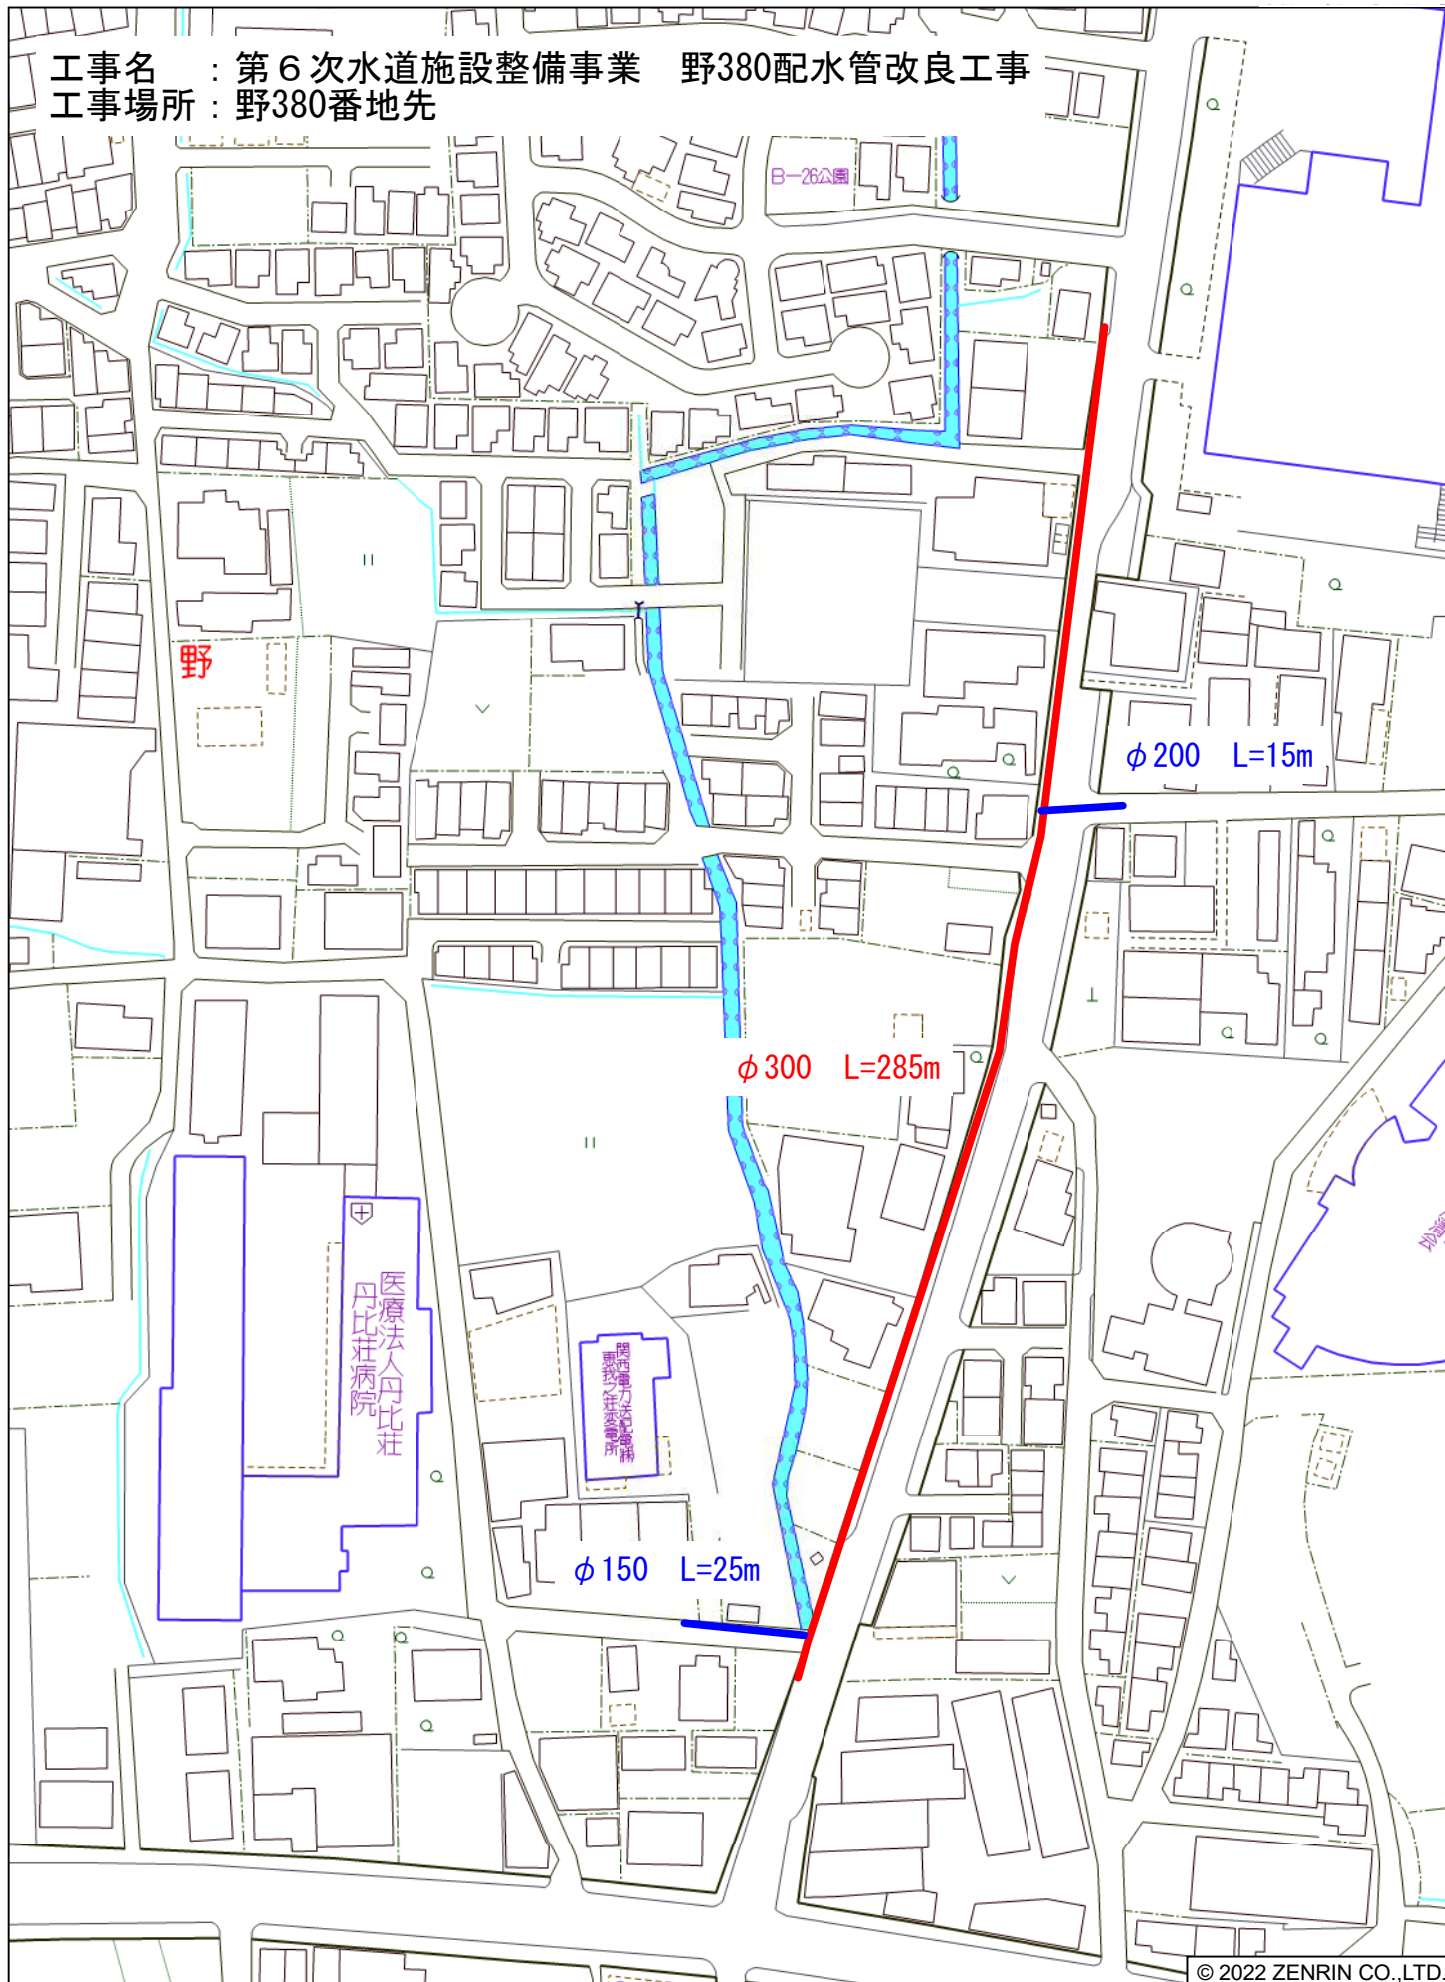 工事名　：第６次水道施設整備事業　野380配水管改良工事
工事場所：野380番地先
B－26公園
野
φ200　L=15m
φ300　L=285m
医療法人丹比荘
丹比荘病院
関西電力送配電㈱
恵我之荘変電所
φ150　L=25m
© 2022 ZENRIN CO.,LTD.